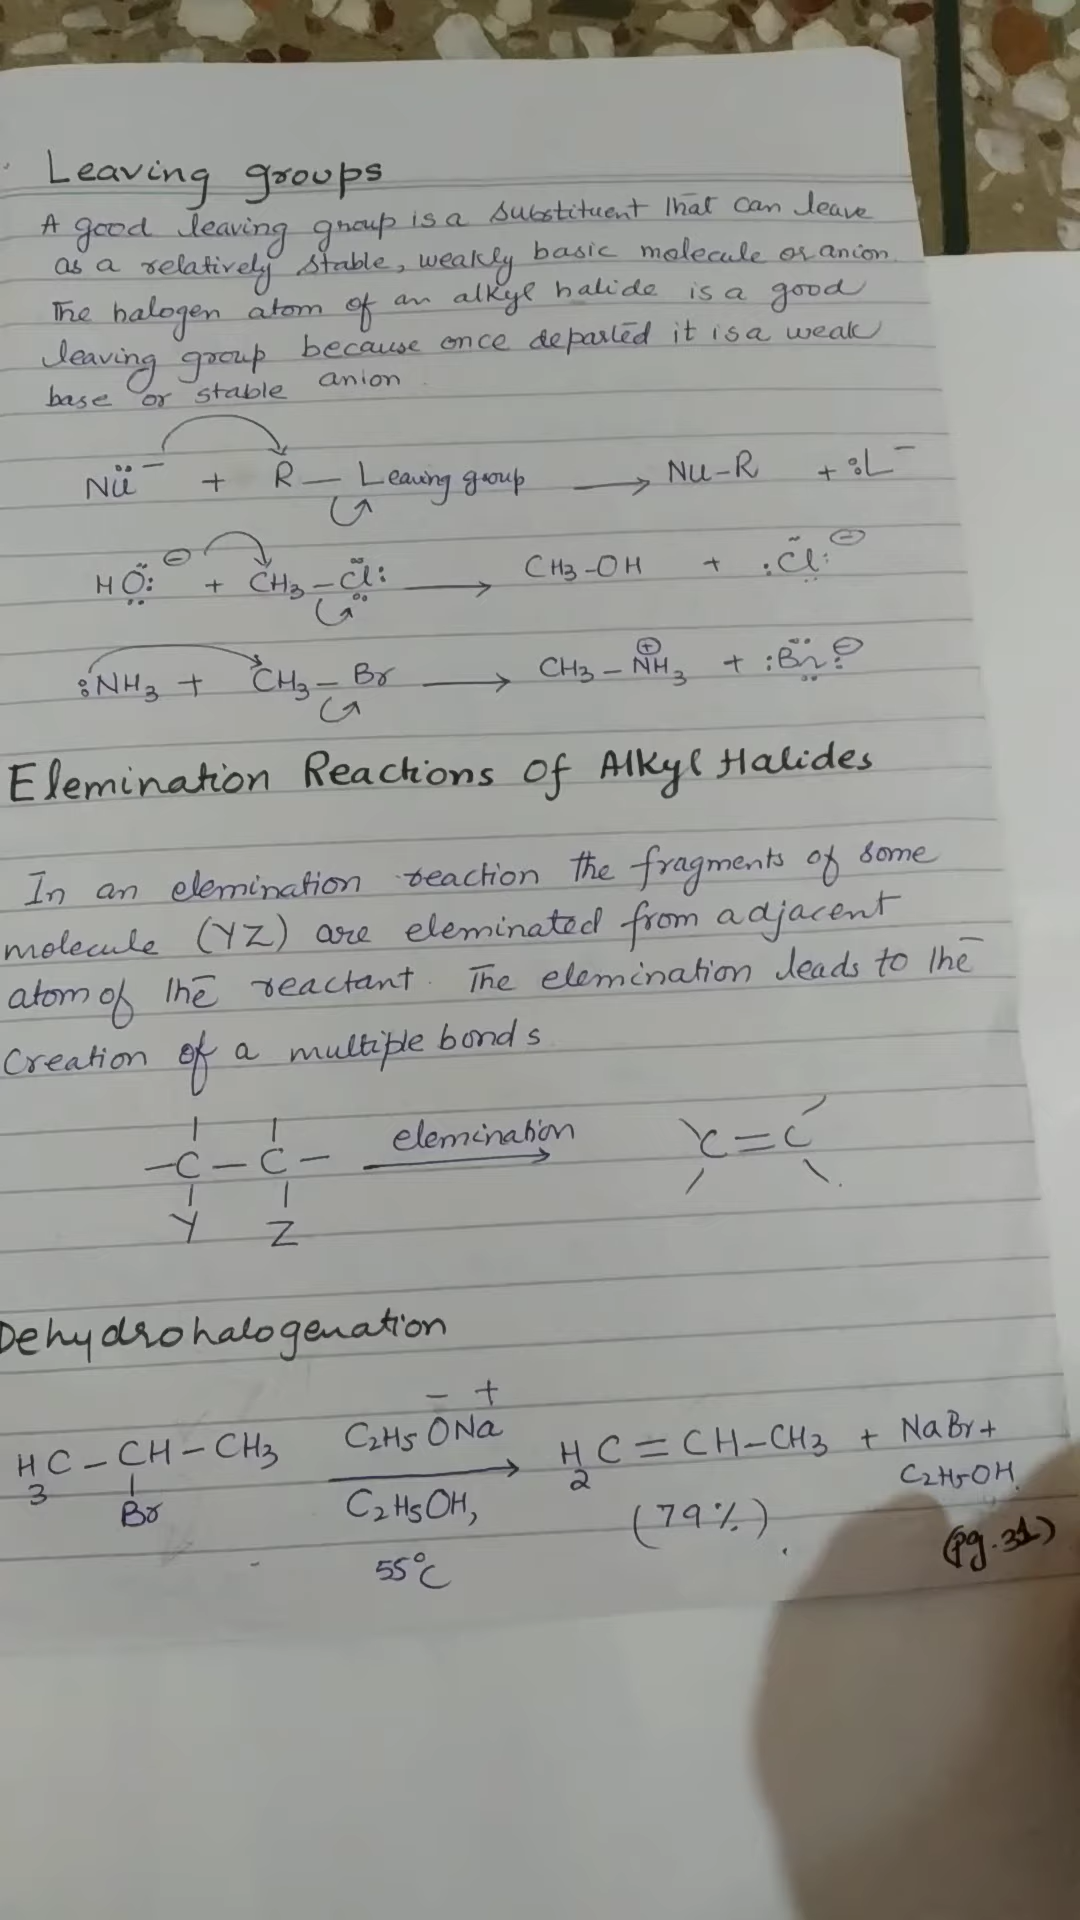 Leaving groups
A good leaving group is a substituent that can leave
as a relatively stable, weakly basic molecule or anion.
The halogen atom of an alkyl halide is a good
leaving group because once departed it is a weak
base or stable anion.
Nü⁻ + R — Leaving group ⟶ Nu-R + :L⁻
HÖ:⊖ + CH3 – Cl: ⟶ CH3-OH + :Cl:⊖
:NH3 + CH3 – Br ⟶ CH3 – N⊕H3 + :Br:⊖
Elemination Reactions Of Alkyl Halides
In an elemination reaction the fragments of some
molecule (YZ) are eleminated from adjacent
atom of the reactant. The elemination leads to the
Creation of a multiple bonds
–C–C– elemination ⟶ C=C
Y Z
Dehydrohalogenation
H3C – CH – CH3 C2H5O⁻Na⁺ ⟶ H2C = CH–CH3 + NaBr +
Br C2H5OH, (79%) C2H5OH.
55°C (pg.31)